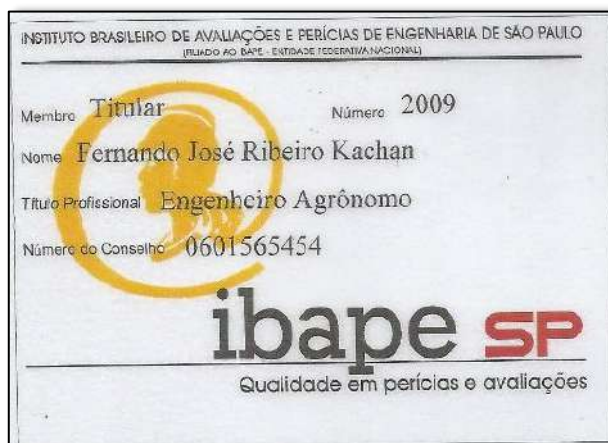 INSTITUTO BRASILEIRO DE AVALIAÇÕES E PERÍCIAS DE ENGENHARIA DE SÃO PAULO
(FILIADO AO IBAPE - ENTIDADE FEDERATIVA NACIONAL)
Membro Titular Número 2009
Nome Fernando José Ribeiro Kachan
Título Profissional Engenheiro Agrônomo
Número do Conselho 0601565454
ibape SP
Qualidade em perícias e avaliações